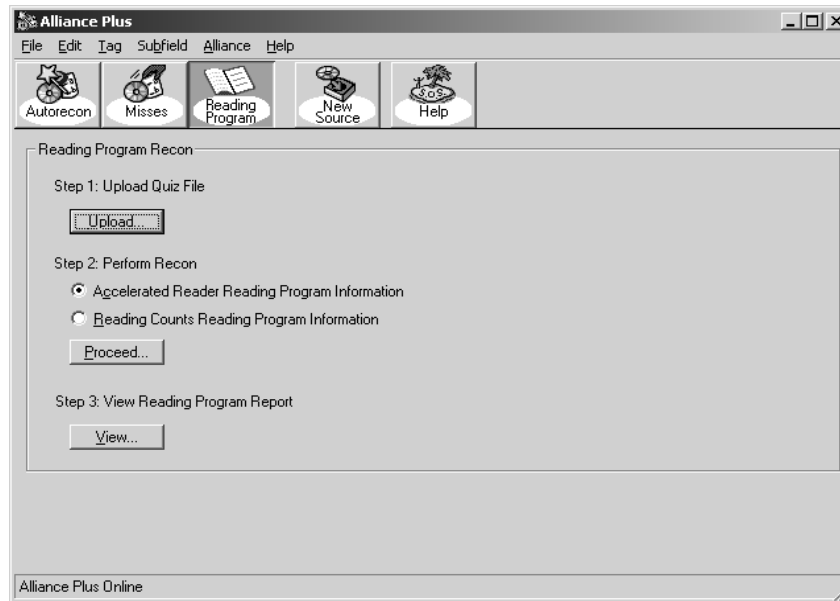 Alliance Plus
File Edit Tag Subfield Alliance Help
Autorecon Misses Reading Program New Source S.O.S. Help
Reading Program Recon
Step 1: Upload Quiz File
Upload...
Step 2: Perform Recon
Accelerated Reader Reading Program Information
Reading Counts Reading Program Information
Proceed...
Step 3: View Reading Program Report
View...
Alliance Plus Online